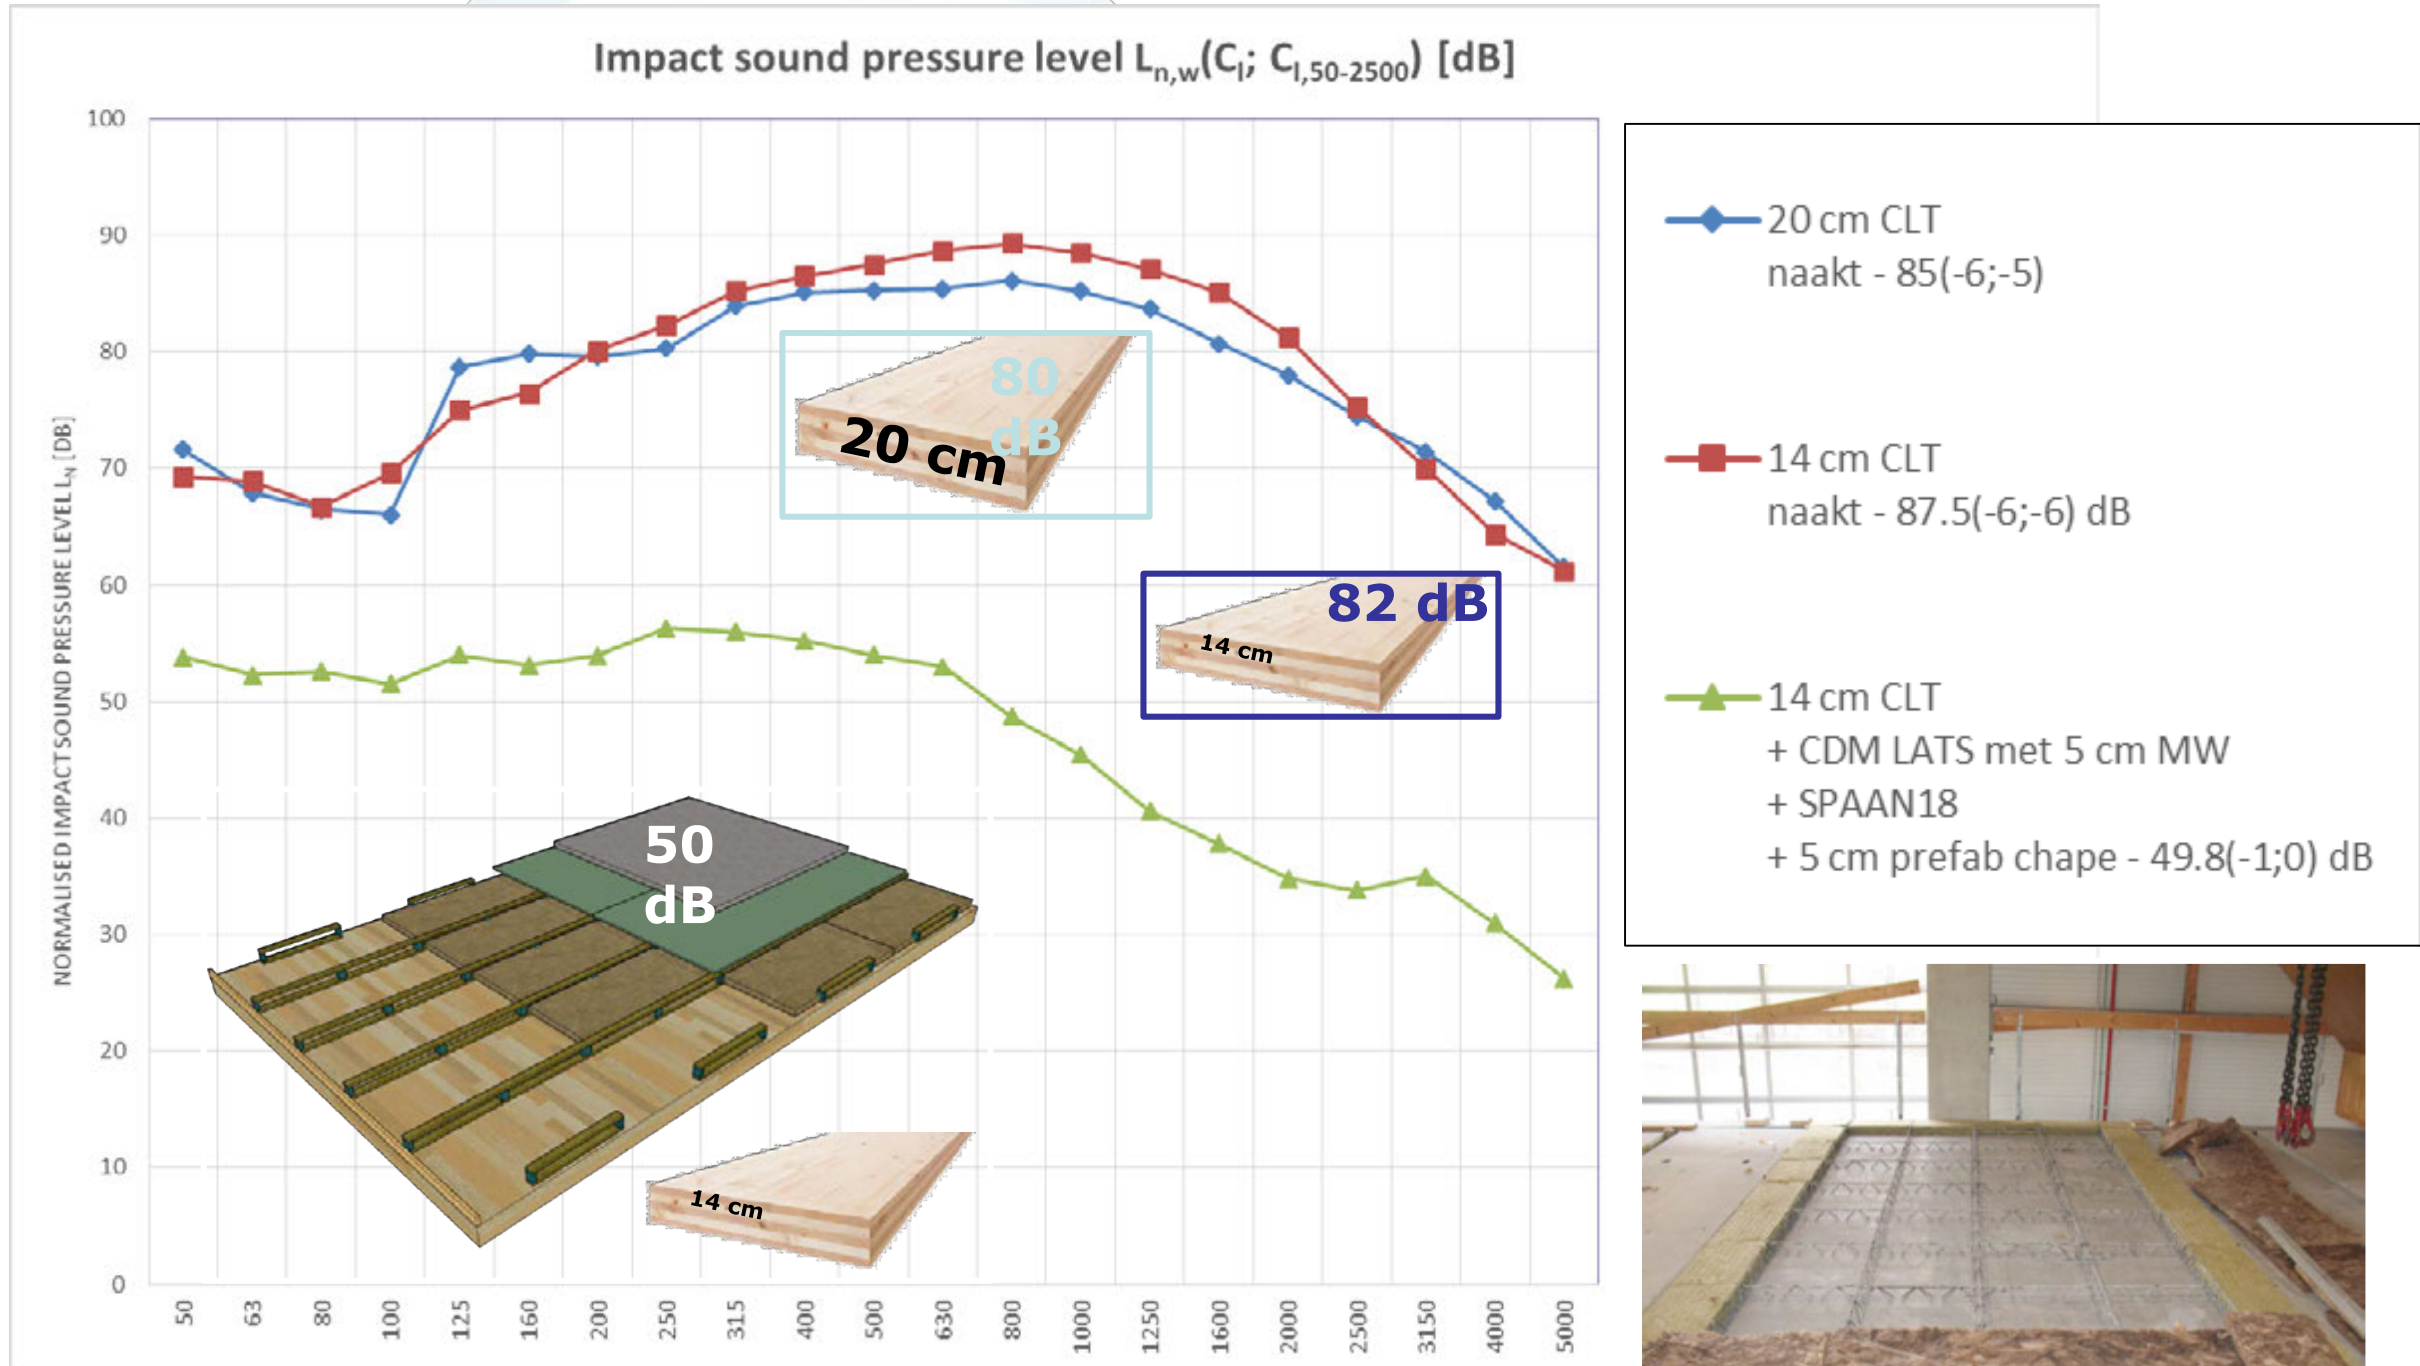 Impact sound pressure level Ln,w(CI; CI,50-2500) [dB]
NORMALISED IMPACT SOUND PRESSURE LEVEL LN [DB]
100
90
80
70
60
50
40
30
20
10
0
50
63
80
100
125
160
200
250
315
400
500
630
800
1000
1250
1600
2000
2500
3150
4000
5000
80
dB
20 cm
82 dB
14 cm
50
dB
14 cm
20 cm CLT
naakt - 85(-6;-5)
14 cm CLT
naakt - 87.5(-6;-6) dB
14 cm CLT
+ CDM LATS met 5 cm MW
+ SPAAN18
+ 5 cm prefab chape - 49.8(-1;0) dB